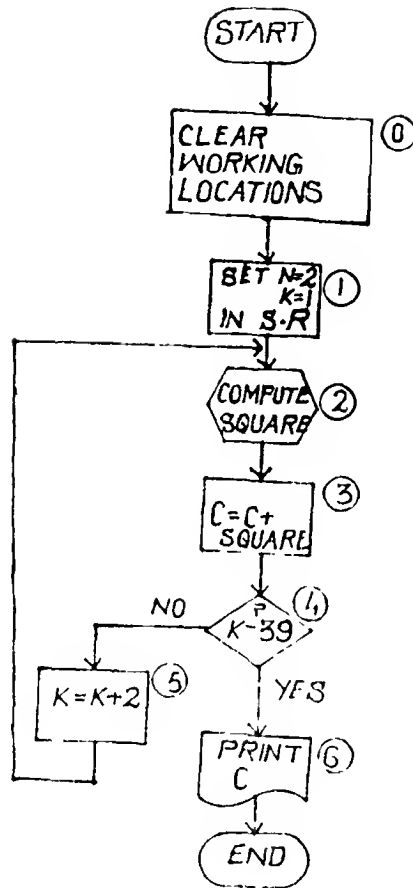 START
0
CLEAR
WORKING
LOCATIONS
SET N=2
K=1
IN S.R
1
COMPUTE
SQUARE
2
3
C=C+
SQUARE
4
?
K-39
NO
YES
5
K=K+2
PRINT
C
6
END